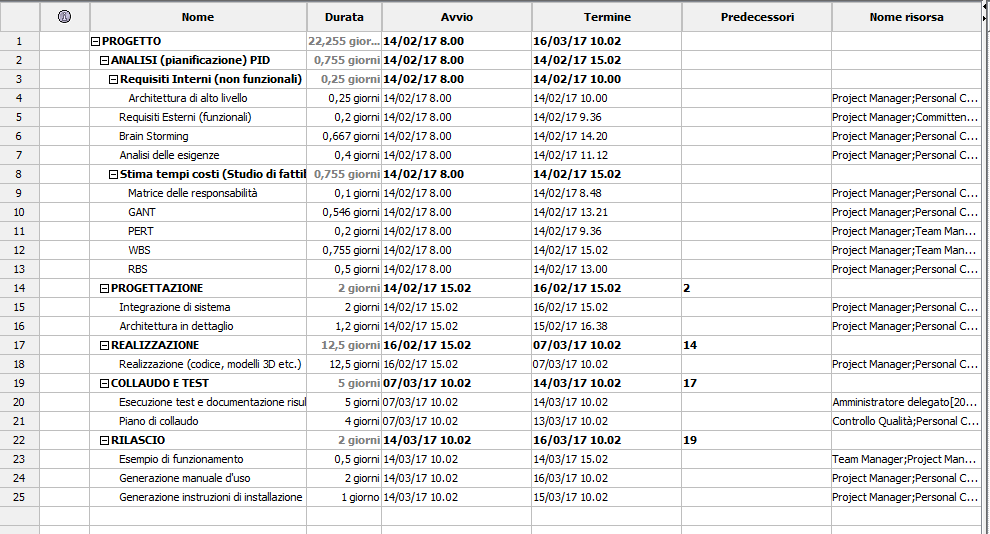 Nome Durata Avvio Termine Predecessori Nome risorsa
1 PROGETTO 22,255 gior... 14/02/17 8.00 16/03/17 10.02
2 ANALISI (pianificazione) PID 0,755 giorni 14/02/17 8.00 14/02/17 15.02
3 Requisiti Interni (non funzionali) 0,25 giorni 14/02/17 8.00 14/02/17 10.00
4 Architettura di alto livello 0,25 giorni 14/02/17 8.00 14/02/17 10.00 Project Manager;Personal C...
5 Requisiti Esterni (funzionali) 0,2 giorni 14/02/17 8.00 14/02/17 9.36 Project Manager;Committen...
6 Brain Storming 0,667 giorni 14/02/17 8.00 14/02/17 14.20 Project Manager;Personal C...
7 Analisi delle esigenze 0,4 giorni 14/02/17 8.00 14/02/17 11.12 Project Manager;Personal C...
8 Stima tempi costi (Studio di fattil 0,755 giorni 14/02/17 8.00 14/02/17 15.02
9 Matrice delle responsabilità 0,1 giorni 14/02/17 8.00 14/02/17 8.48 Project Manager;Personal C...
10 GANT 0,546 giorni 14/02/17 8.00 14/02/17 13.21 Project Manager;Personal C...
11 PERT 0,2 giorni 14/02/17 8.00 14/02/17 9.36 Project Manager;Team Man...
12 WBS 0,755 giorni 14/02/17 8.00 14/02/17 15.02 Project Manager;Team Man...
13 RBS 0,5 giorni 14/02/17 8.00 14/02/17 13.00 Project Manager;Personal C...
14 PROGETTAZIONE 2 giorni 14/02/17 15.02 16/02/17 15.02 2
15 Integrazione di sistema 2 giorni 14/02/17 15.02 16/02/17 15.02 Project Manager;Personal C...
16 Architettura in dettaglio 1,2 giorni 14/02/17 15.02 15/02/17 16.38 Project Manager;Personal C...
17 REALIZZAZIONE 12,5 giorni 16/02/17 15.02 07/03/17 10.02 14
18 Realizzazione (codice, modelli 3D etc.) 12,5 giorni 16/02/17 15.02 07/03/17 10.02 Project Manager;Personal C...
19 COLLAUDO E TEST 5 giorni 07/03/17 10.02 14/03/17 10.02 17
20 Esecuzione test e documentazione risul 5 giorni 07/03/17 10.02 14/03/17 10.02 Amministratore delegato[20...
21 Piano di collaudo 4 giorni 07/03/17 10.02 13/03/17 10.02 Controllo Qualità;Personal C...
22 RILASCIO 2 giorni 14/03/17 10.02 16/03/17 10.02 19
23 Esempio di funzionamento 0,5 giorni 14/03/17 10.02 14/03/17 15.02 Team Manager;Project Man...
24 Generazione manuale d'uso 2 giorni 14/03/17 10.02 16/03/17 10.02 Project Manager;Personal C...
25 Generazione instruzioni di installazione 1 giorno 14/03/17 10.02 15/03/17 10.02 Project Manager;Personal C...